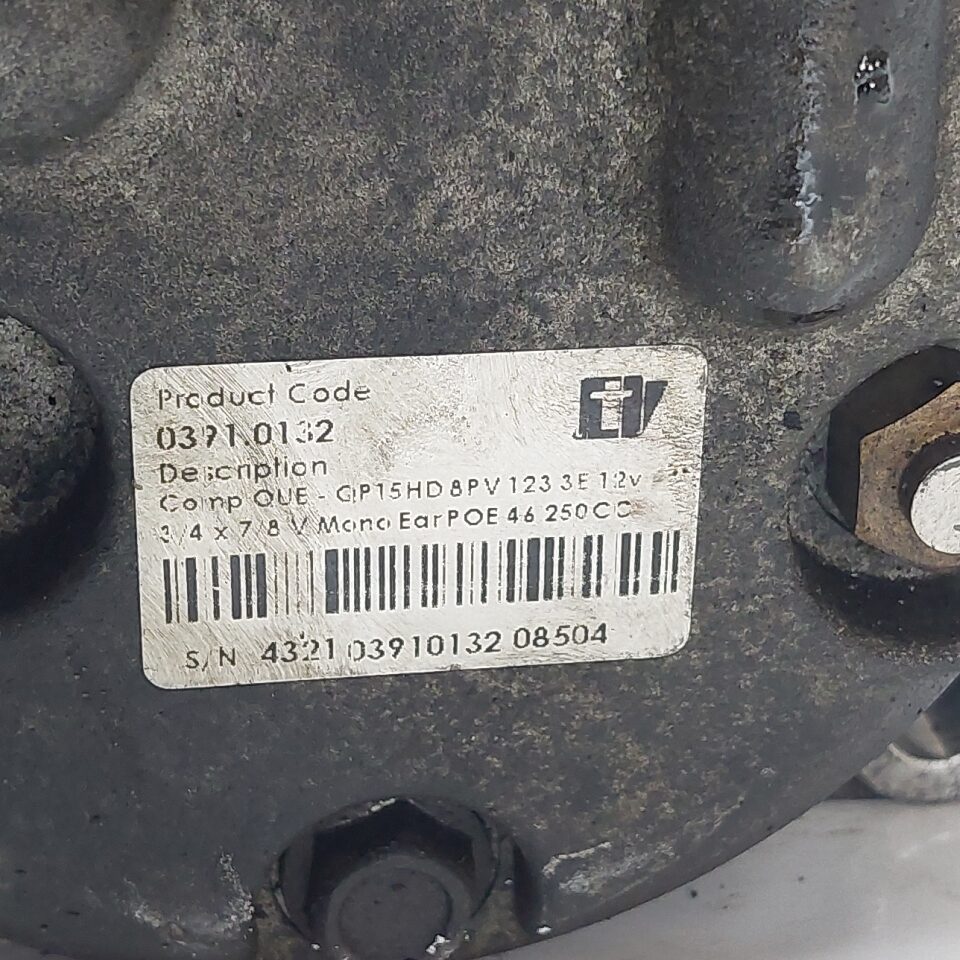 Product Code
0391.0132
Description
Comp QUE - QP15HD 8PV 123 3E 12v
3/4 x 7/8 V Mono Ear POE 46 250CC
S/N 4321 03910132 08504